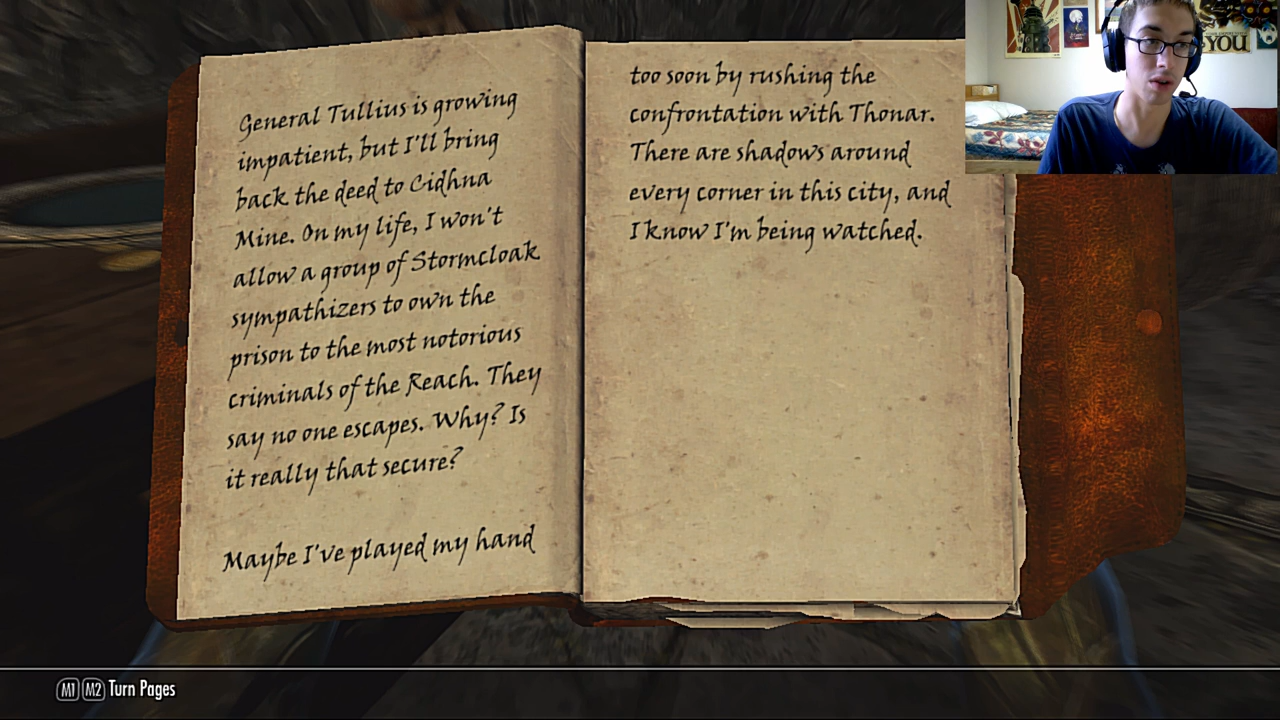 General Tullius is growing
impatient, but I'll bring
back the deed to Cidhna
Mine. On my life, I won't
allow a group of Stormcloak
sympathizers to own the
prison to the most notorious
criminals of the Reach. They
say no one escapes. Why? Is
it really that secure?
Maybe I've played my hand
too soon by rushing the
confrontation with Thonar.
There are shadows around
every corner in this city, and
I know I'm being watched.
YOU
M1 M2 Turn Pages